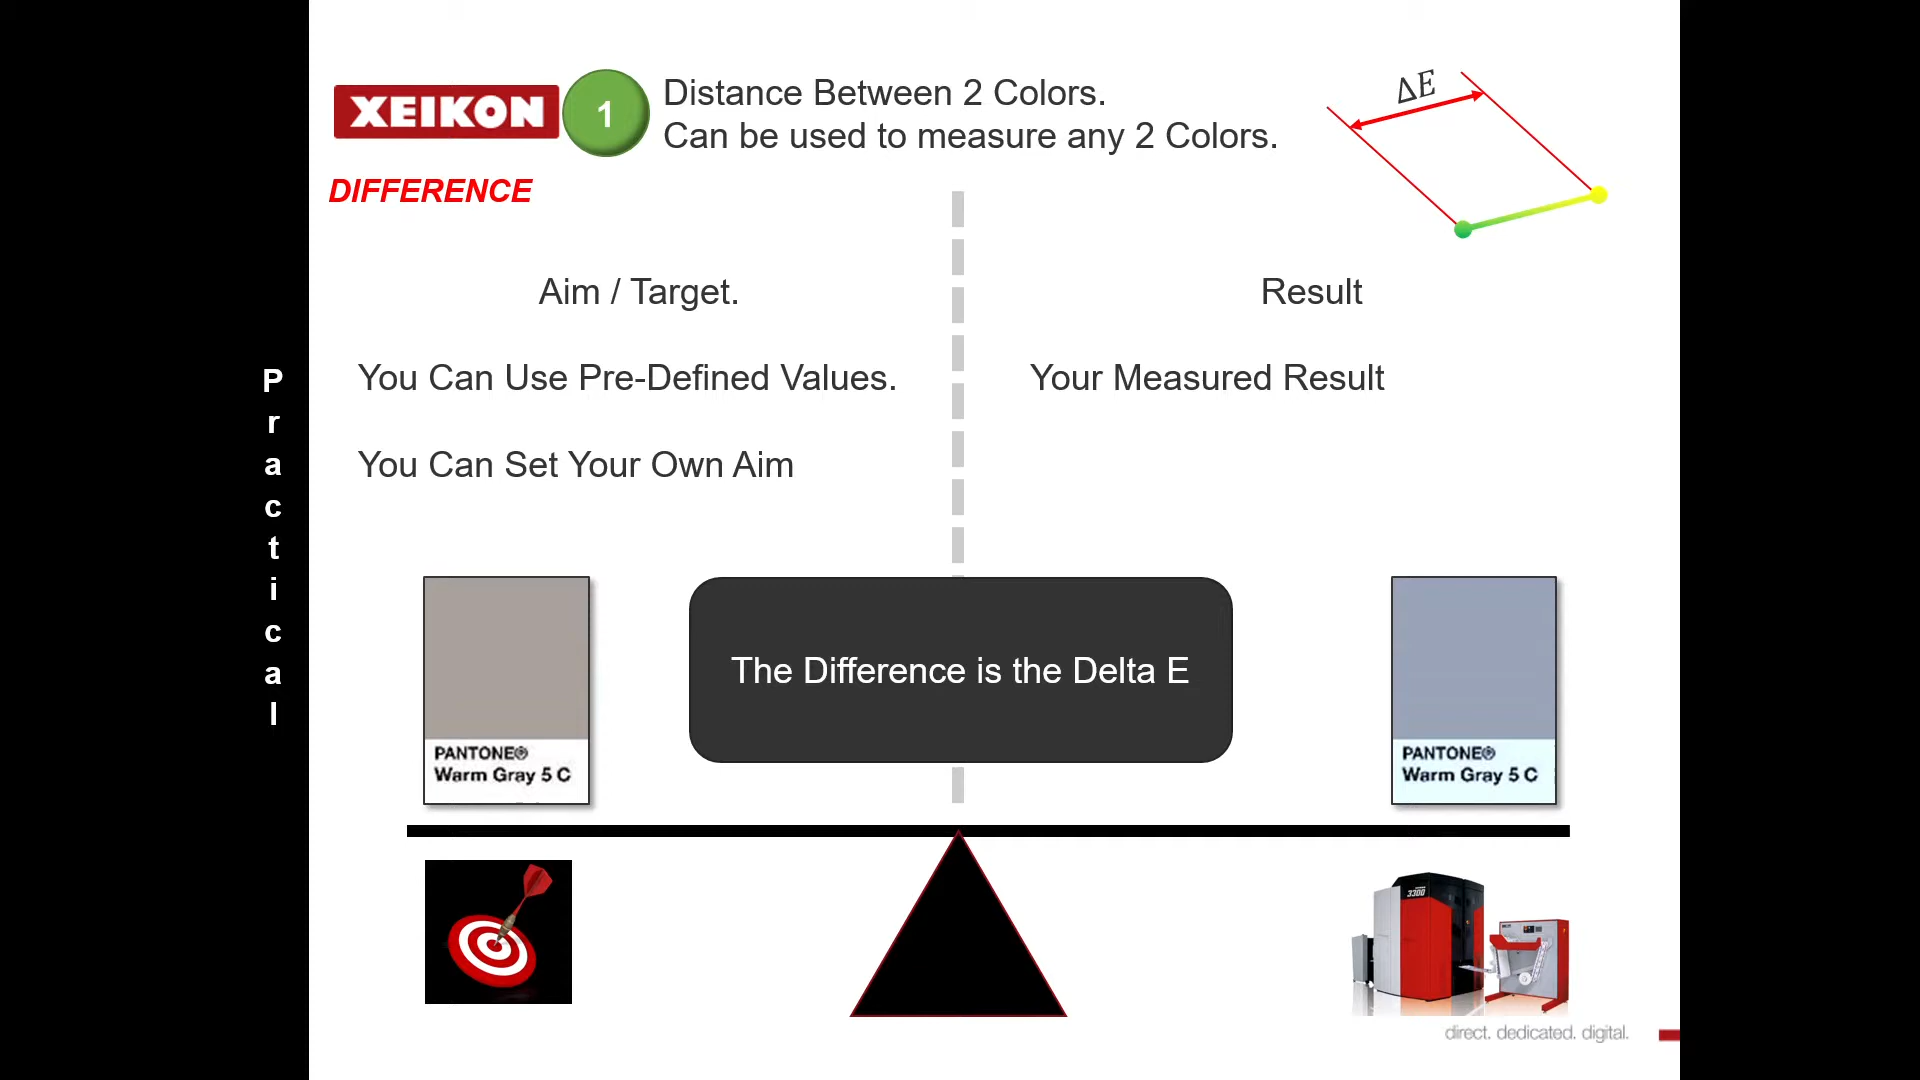 XEIKON
1
Distance Between 2 Colors.
Can be used to measure any 2 Colors.
ΔE
DIFFERENCE
Aim / Target.
Result
You Can Use Pre-Defined Values.
Your Measured Result
You Can Set Your Own Aim
Practical
The Difference is the Delta E
PANTONE®
Warm Gray 5 C
PANTONE®
Warm Gray 5 C
3300
direct. dedicated. digital.